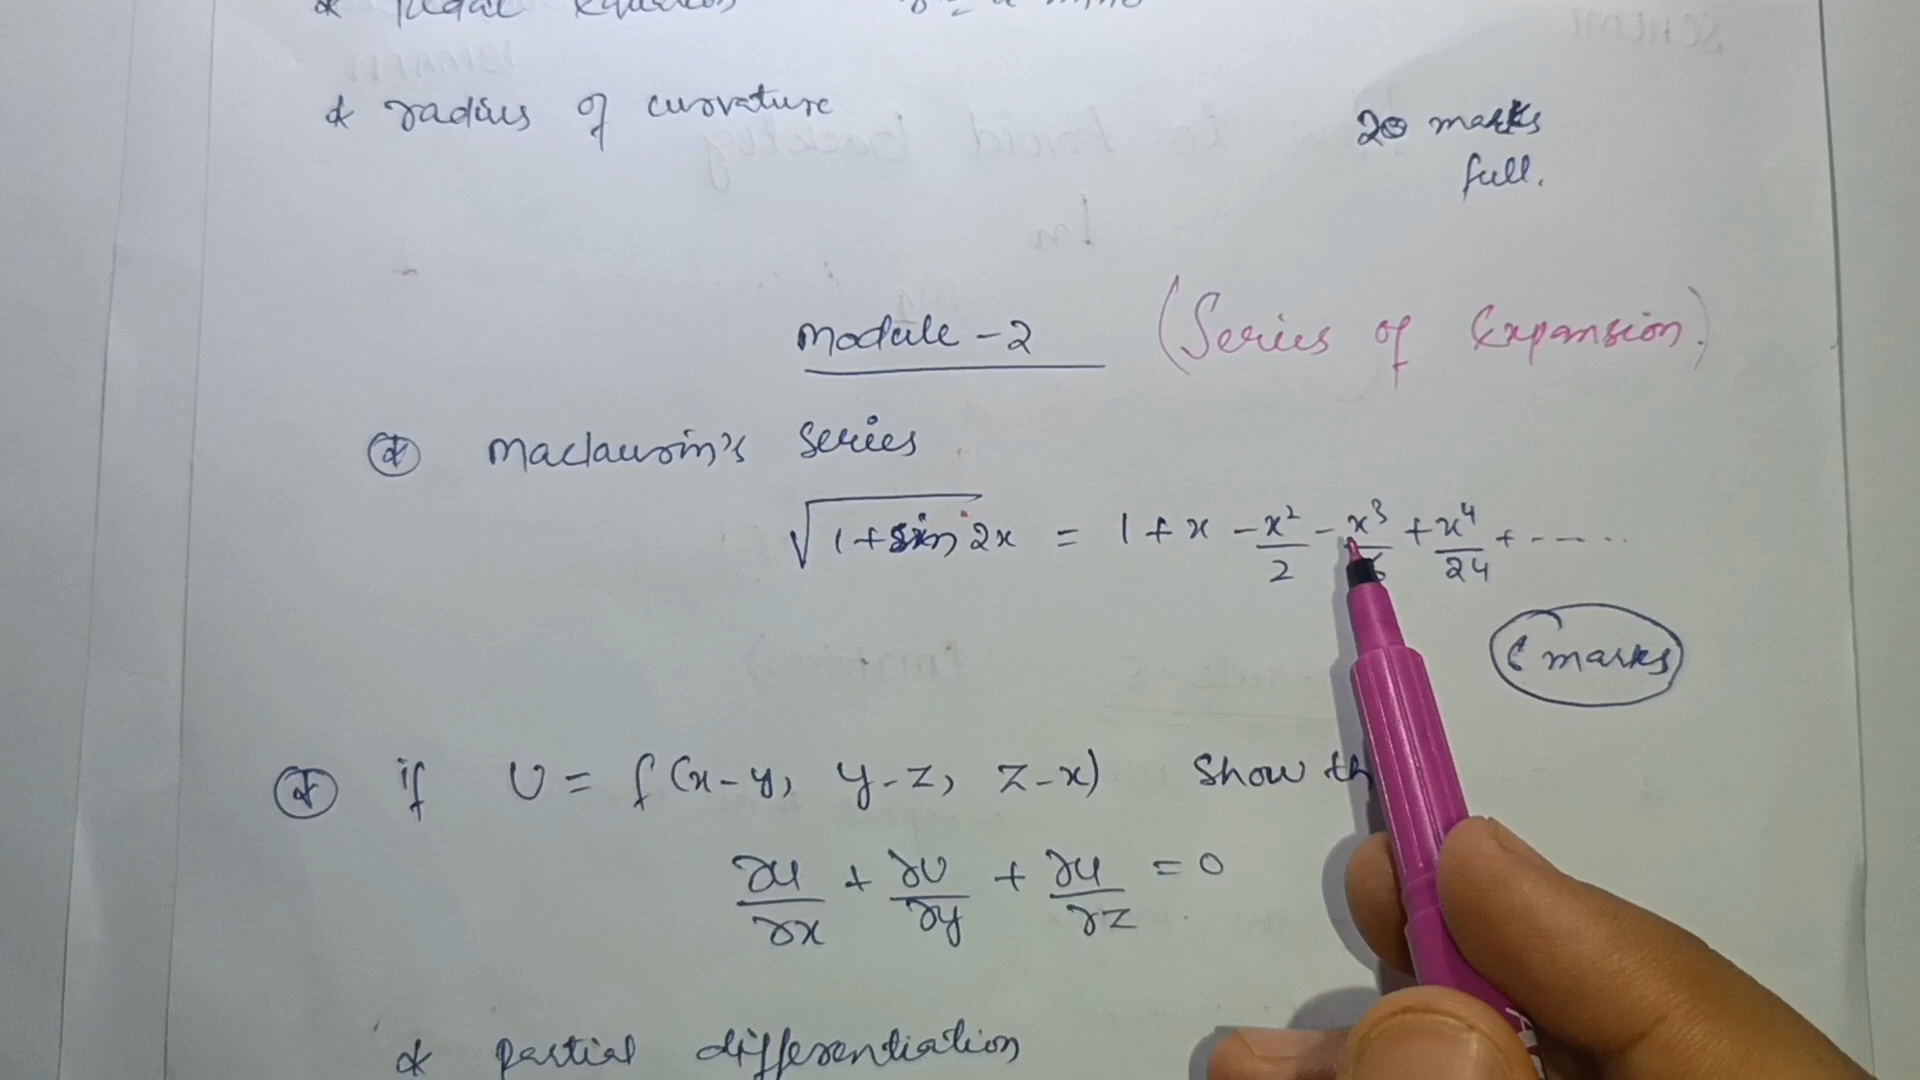 * radius of curvature
20 marks
full.
Module - 2 (Series of Expansion.)
* Maclaurin's Series
√(1+sin 2x) = 1 + x - x²/2 - x³/6 + x⁴/24 + -----
6 marks
* if U = f(x-y, y-z, z-x) Show th
∂u/∂x + ∂u/∂y + ∂u/∂z = 0
* partial differentiation